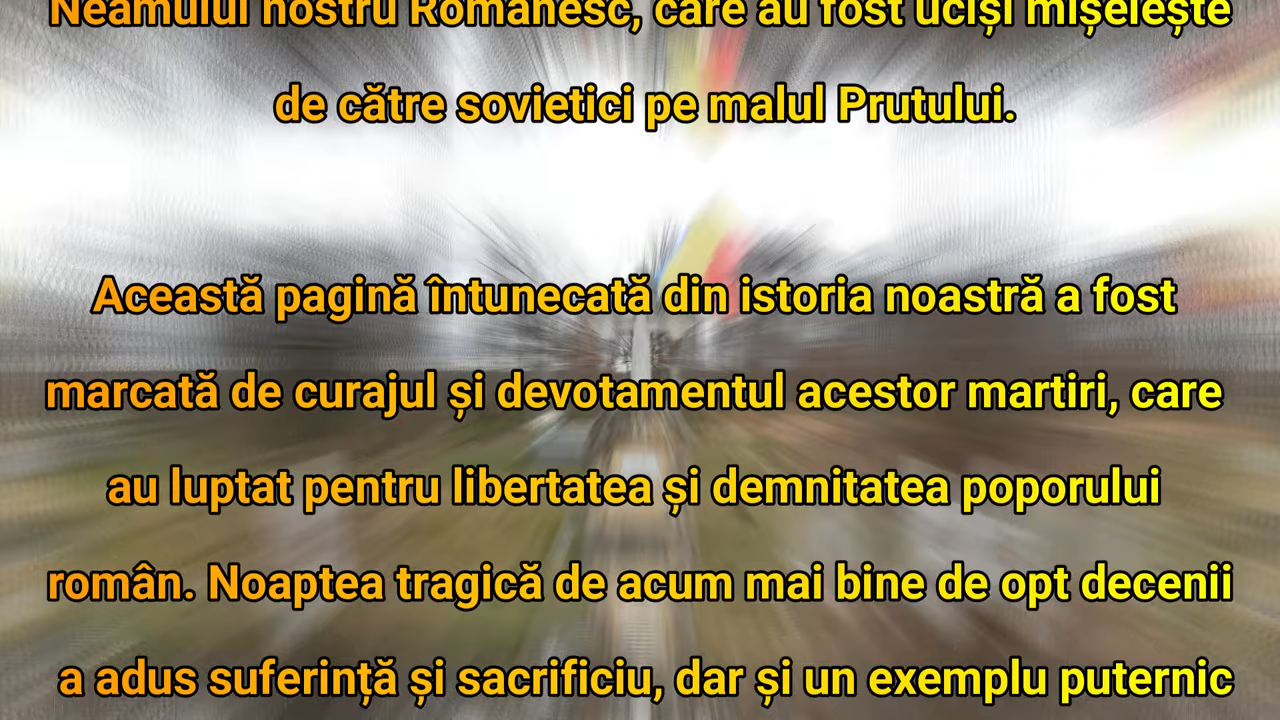 Neamului nostru Românesc, care au fost uciși mișelește
de către sovietici pe malul Prutului.
Această pagină întunecată din istoria noastră a fost
marcată de curajul și devotamentul acestor martiri, care
au luptat pentru libertatea și demnitatea poporului
român. Noaptea tragică de acum mai bine de opt decenii
a adus suferință și sacrificiu, dar și un exemplu puternic